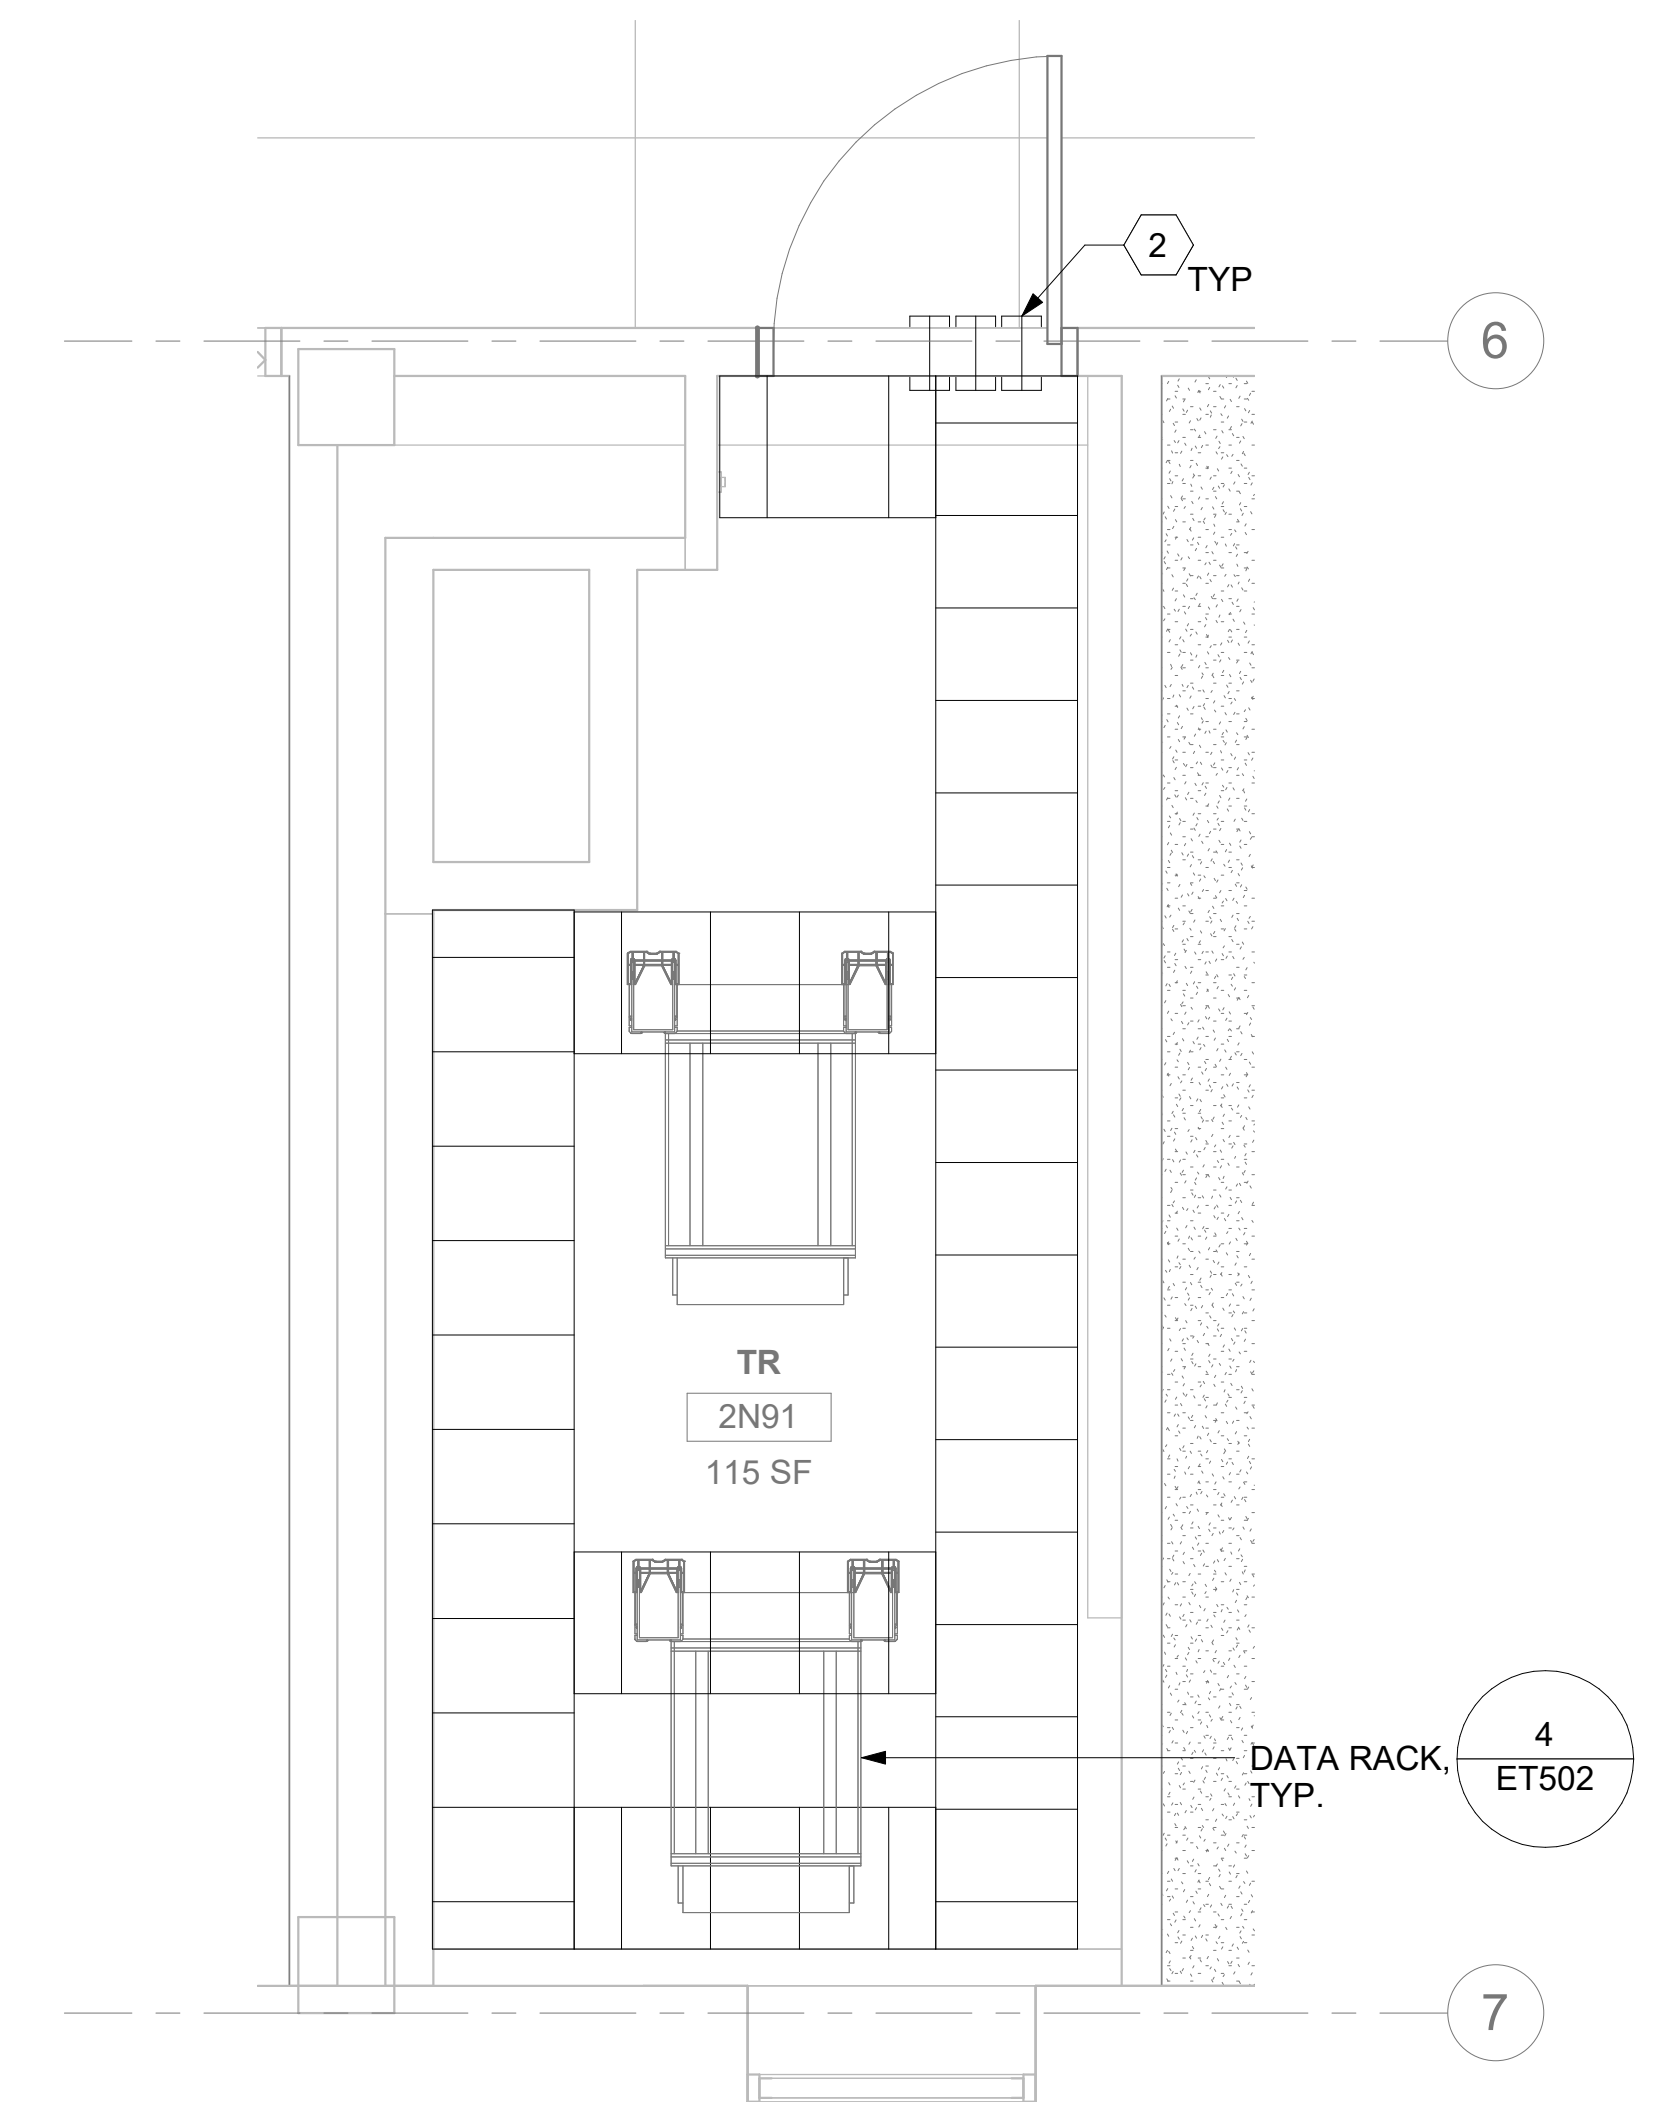 2
TYP
6
TR
2N91
115 SF
DATA RACK,
TYP.
4
ET502
7